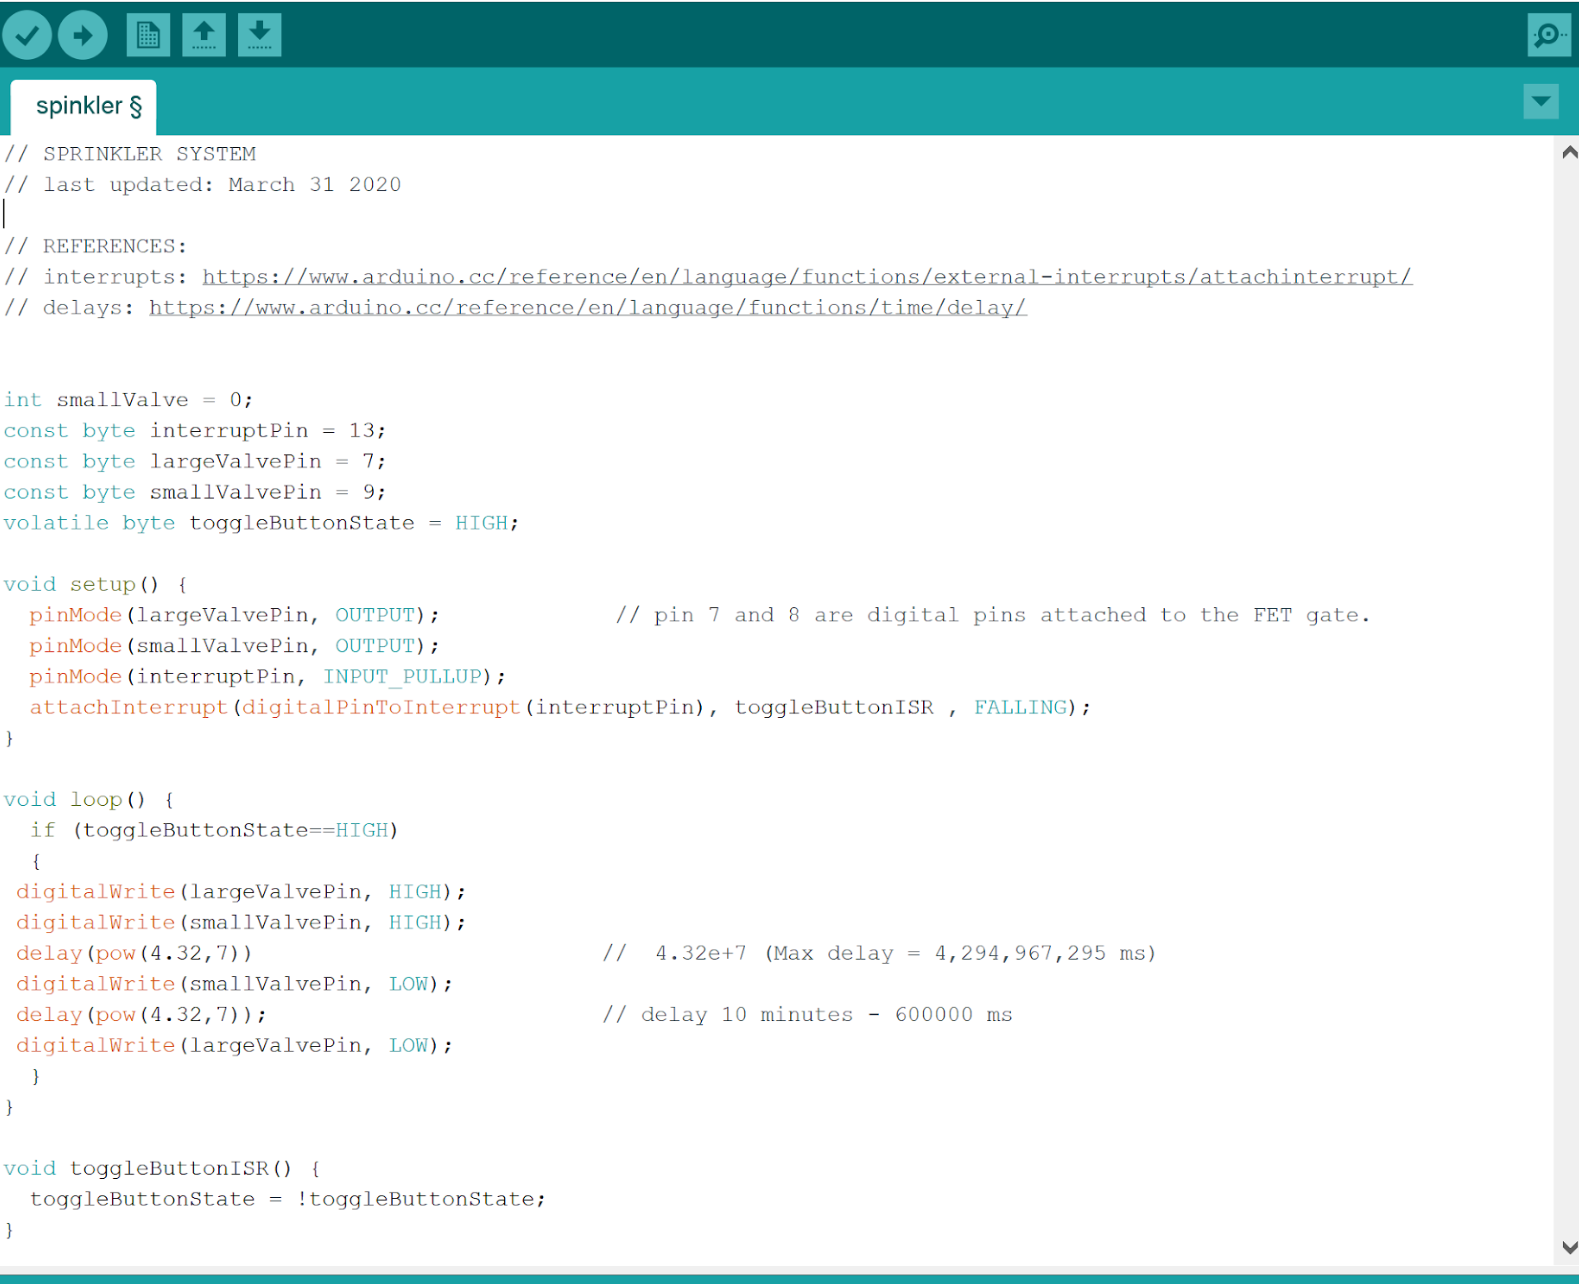 spinkler §
// SPRINKLER SYSTEM
// last updated: March 31 2020
// REFERENCES:
// interrupts: https://www.arduino.cc/reference/en/language/functions/external-interrupts/attachinterrupt/
// delays: https://www.arduino.cc/reference/en/language/functions/time/delay/
int smallValve = 0;
const byte interruptPin = 13;
const byte largeValvePin = 7;
const byte smallValvePin = 9;
volatile byte toggleButtonState = HIGH;
void setup() {
  pinMode(largeValvePin, OUTPUT);             // pin 7 and 8 are digital pins attached to the FET gate.
  pinMode(smallValvePin, OUTPUT);
  pinMode(interruptPin, INPUT_PULLUP);
  attachInterrupt(digitalPinToInterrupt(interruptPin), toggleButtonISR , FALLING);
}
void loop() {
  if (toggleButtonState==HIGH)
  {
 digitalWrite(largeValvePin, HIGH);
 digitalWrite(smallValvePin, HIGH);
 delay(pow(4.32,7))                          //  4.32e+7 (Max delay = 4,294,967,295 ms)
 digitalWrite(smallValvePin, LOW);
 delay(pow(4.32,7));                         // delay 10 minutes - 600000 ms
 digitalWrite(largeValvePin, LOW);
  }
}
void toggleButtonISR() {
  toggleButtonState = !toggleButtonState;
}